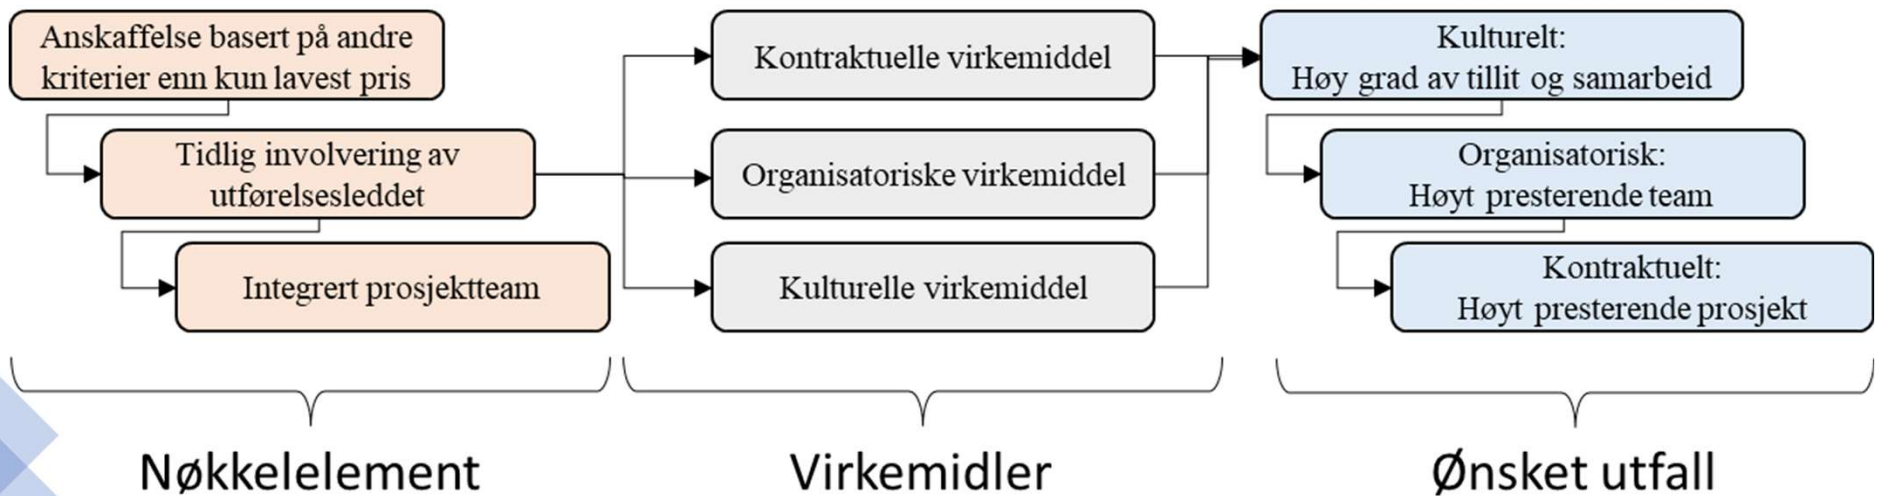 Anskaffelse basert på andre
kriterier enn kun lavest pris
Tidlig involvering av
utførelsesleddet
Integrert prosjektteam
Kontraktuelle virkemiddel
Organisatoriske virkemiddel
Kulturelle virkemiddel
Kulturelt:
Høy grad av tillit og samarbeid
Organisatorisk:
Høyt presterende team
Kontraktuelt:
Høyt presterende prosjekt
Nøkkelelement
Virkemidler
Ønsket utfall